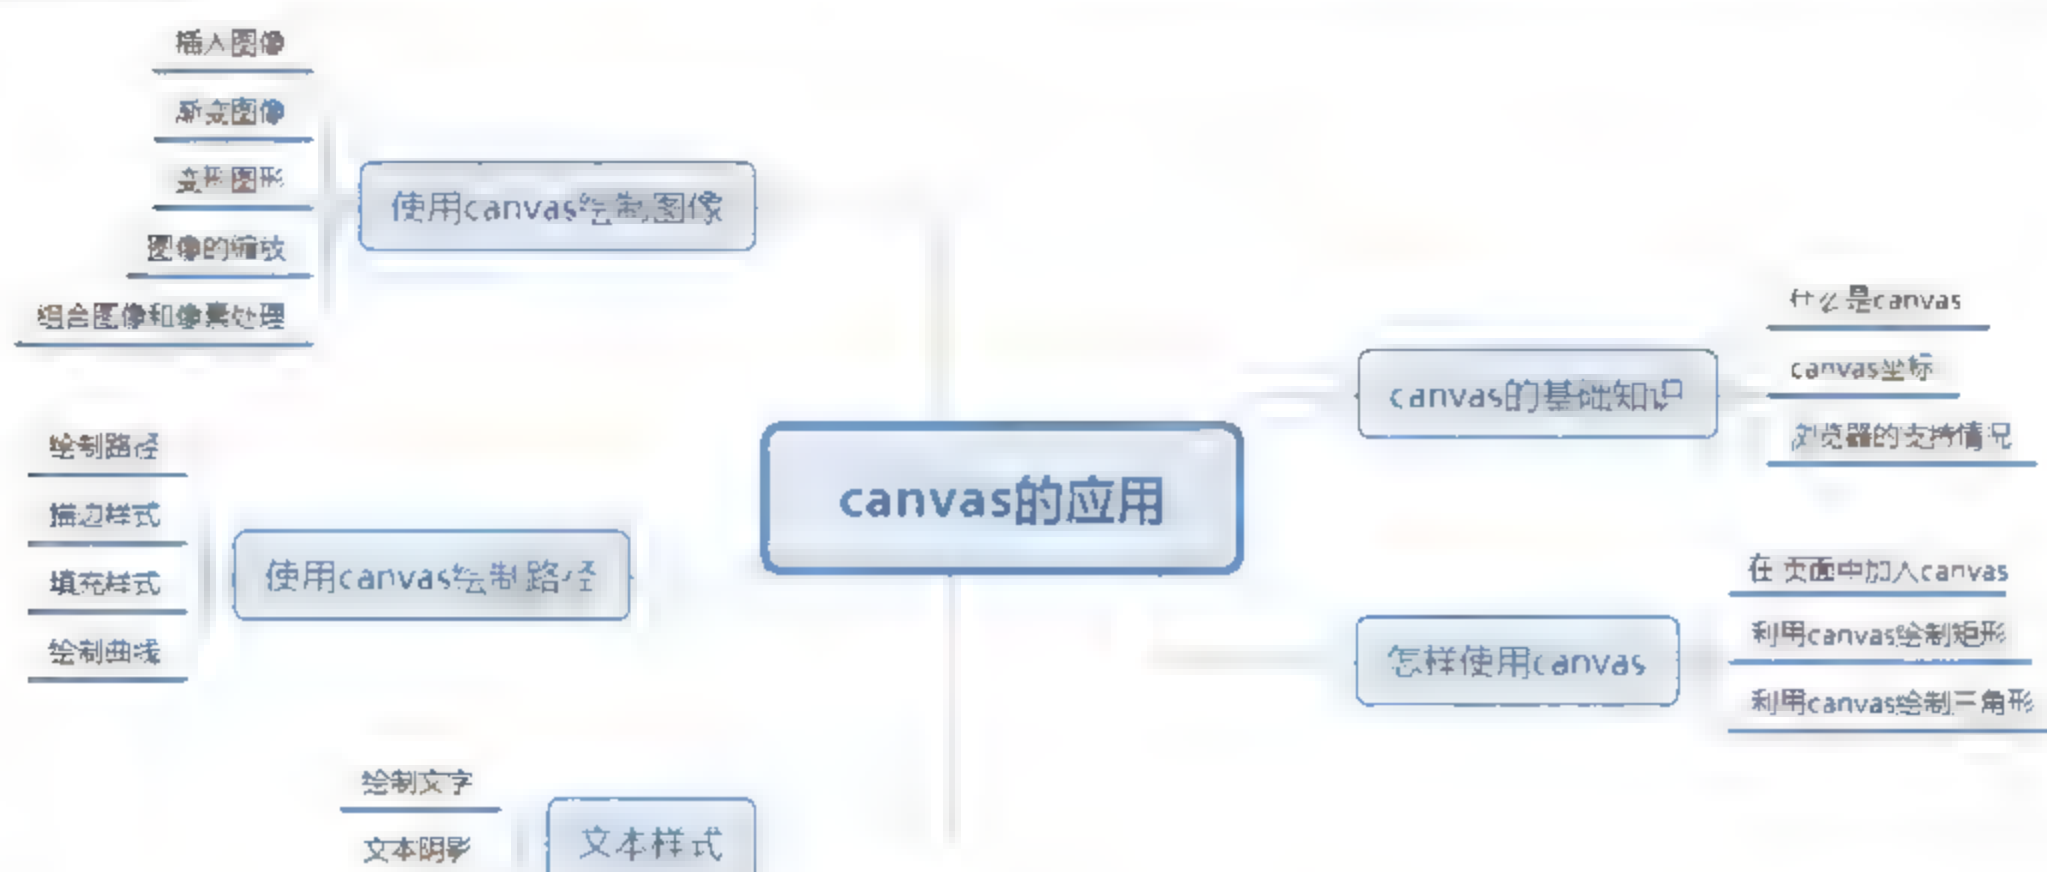 插入图像
渐变图像
变形图形
图像的缩放
组合图像和像素处理
使用canvas绘制图像
绘制路径
描边样式
填充样式
绘制曲线
使用canvas绘制路径
绘制文字
文本阴影
文本样式
canvas的应用
canvas的基础知识
什么是canvas
canvas坐标
浏览器的支持情况
怎样使用canvas
在页面中加入canvas
利用canvas绘制矩形
利用canvas绘制三角形